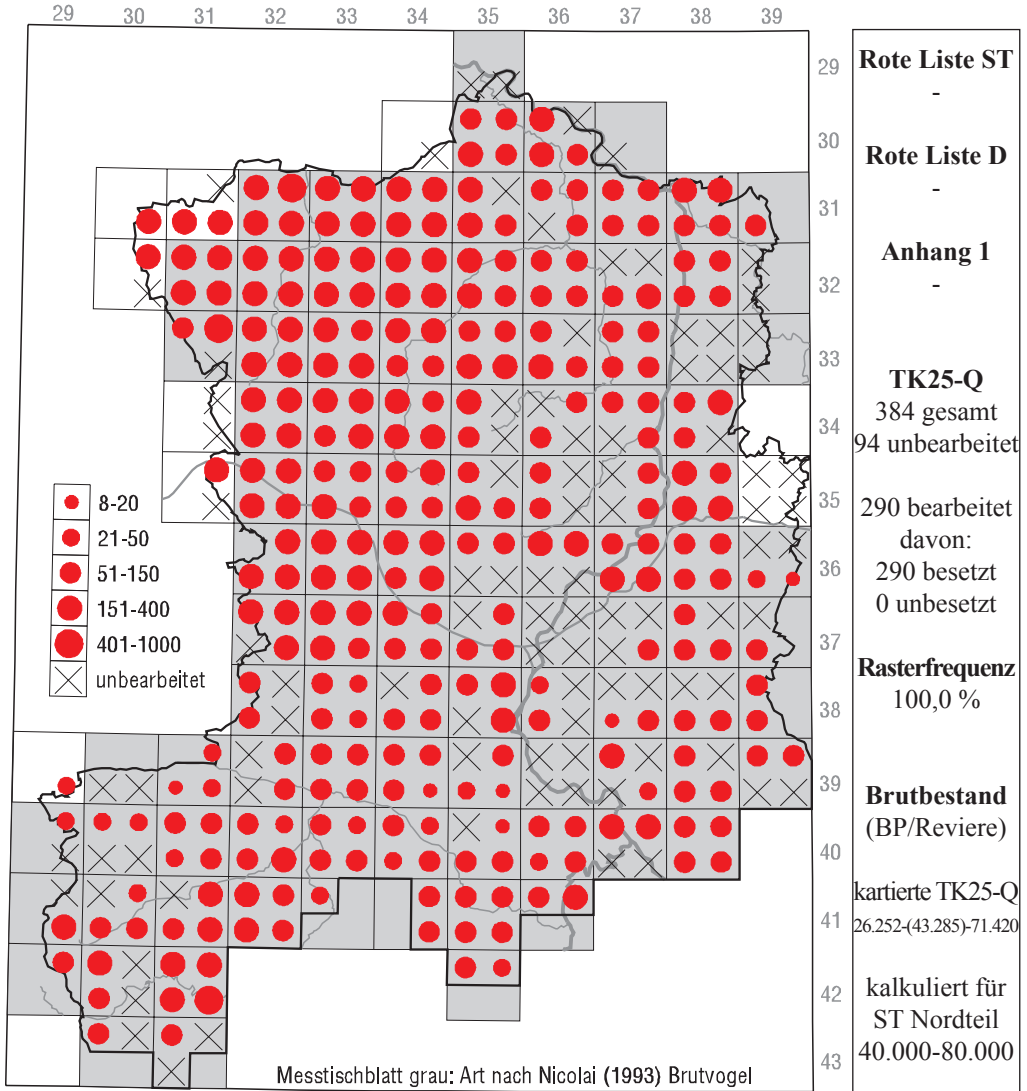 29 30 31 32 33 34 35 36 37 38 39
29
30
31
32
33
34
35
36
37
38
39
40
41
42
43
8-20
21-50
51-150
151-400
401-1000
unbearbeitet
Messtischblatt grau: Art nach Nicolai (1993) Brutvogel
Rote Liste ST
-
Rote Liste D
-
Anhang 1
-
TK25-Q
384 gesamt
94 unbearbeitet
290 bearbeitet
davon:
290 besetzt
0 unbesetzt
Rasterfrequenz
100,0 %
Brutbestand
(BP/Reviere)
kartierte TK25-Q
26.252-(43.285)-71.420
kalkuliert für
ST Nordteil
40.000-80.000